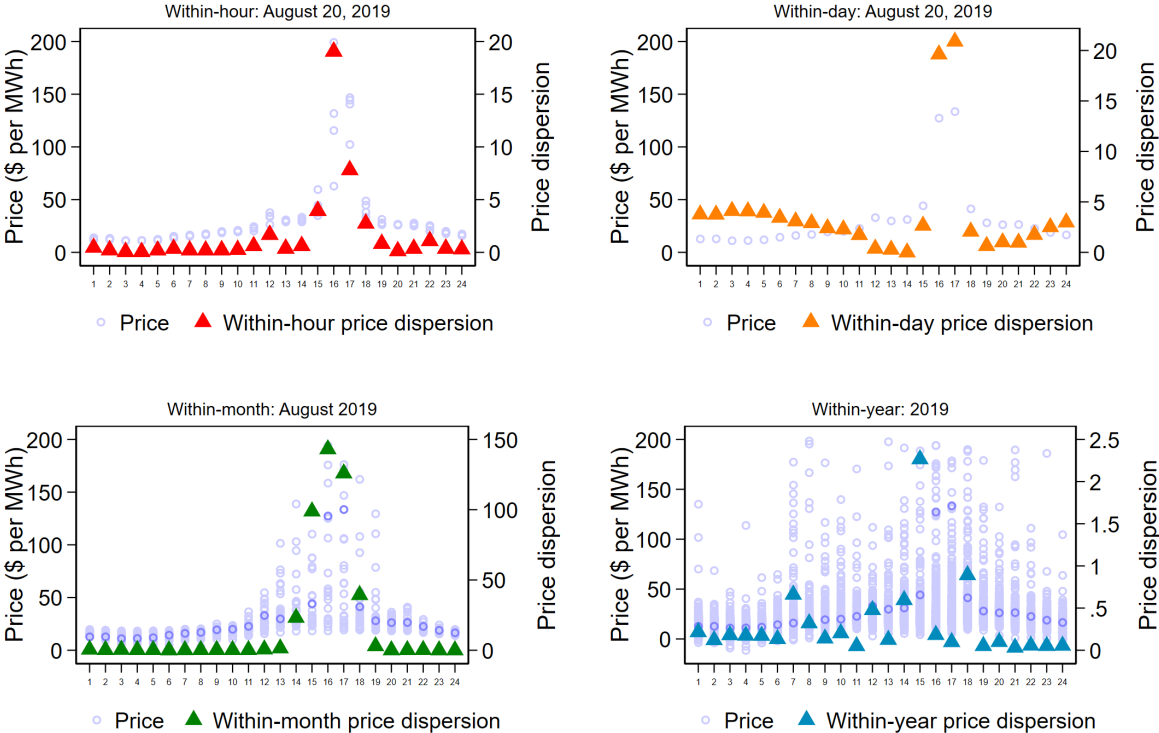 Within-hour: August 20, 2019
Price ($ per MWh)
200
150
100
50
0
20
15
10
5
0
Price dispersion
1 2 3 4 5 6 7 8 9 10 11 12 13 14 15 16 17 18 19 20 21 22 23 24
Price Within-hour price dispersion
Within-day: August 20, 2019
Price ($ per MWh)
200
150
100
50
0
20
15
10
5
0
Price dispersion
1 2 3 4 5 6 7 8 9 10 11 12 13 14 15 16 17 18 19 20 21 22 23 24
Price Within-day price dispersion
Within-month: August 2019
Price ($ per MWh)
200
150
100
50
0
150
100
50
0
Price dispersion
1 2 3 4 5 6 7 8 9 10 11 12 13 14 15 16 17 18 19 20 21 22 23 24
Price Within-month price dispersion
Within-year: 2019
Price ($ per MWh)
200
150
100
50
0
2.5
2
1.5
1
.5
0
Price dispersion
1 2 3 4 5 6 7 8 9 10 11 12 13 14 15 16 17 18 19 20 21 22 23 24
Price Within-year price dispersion